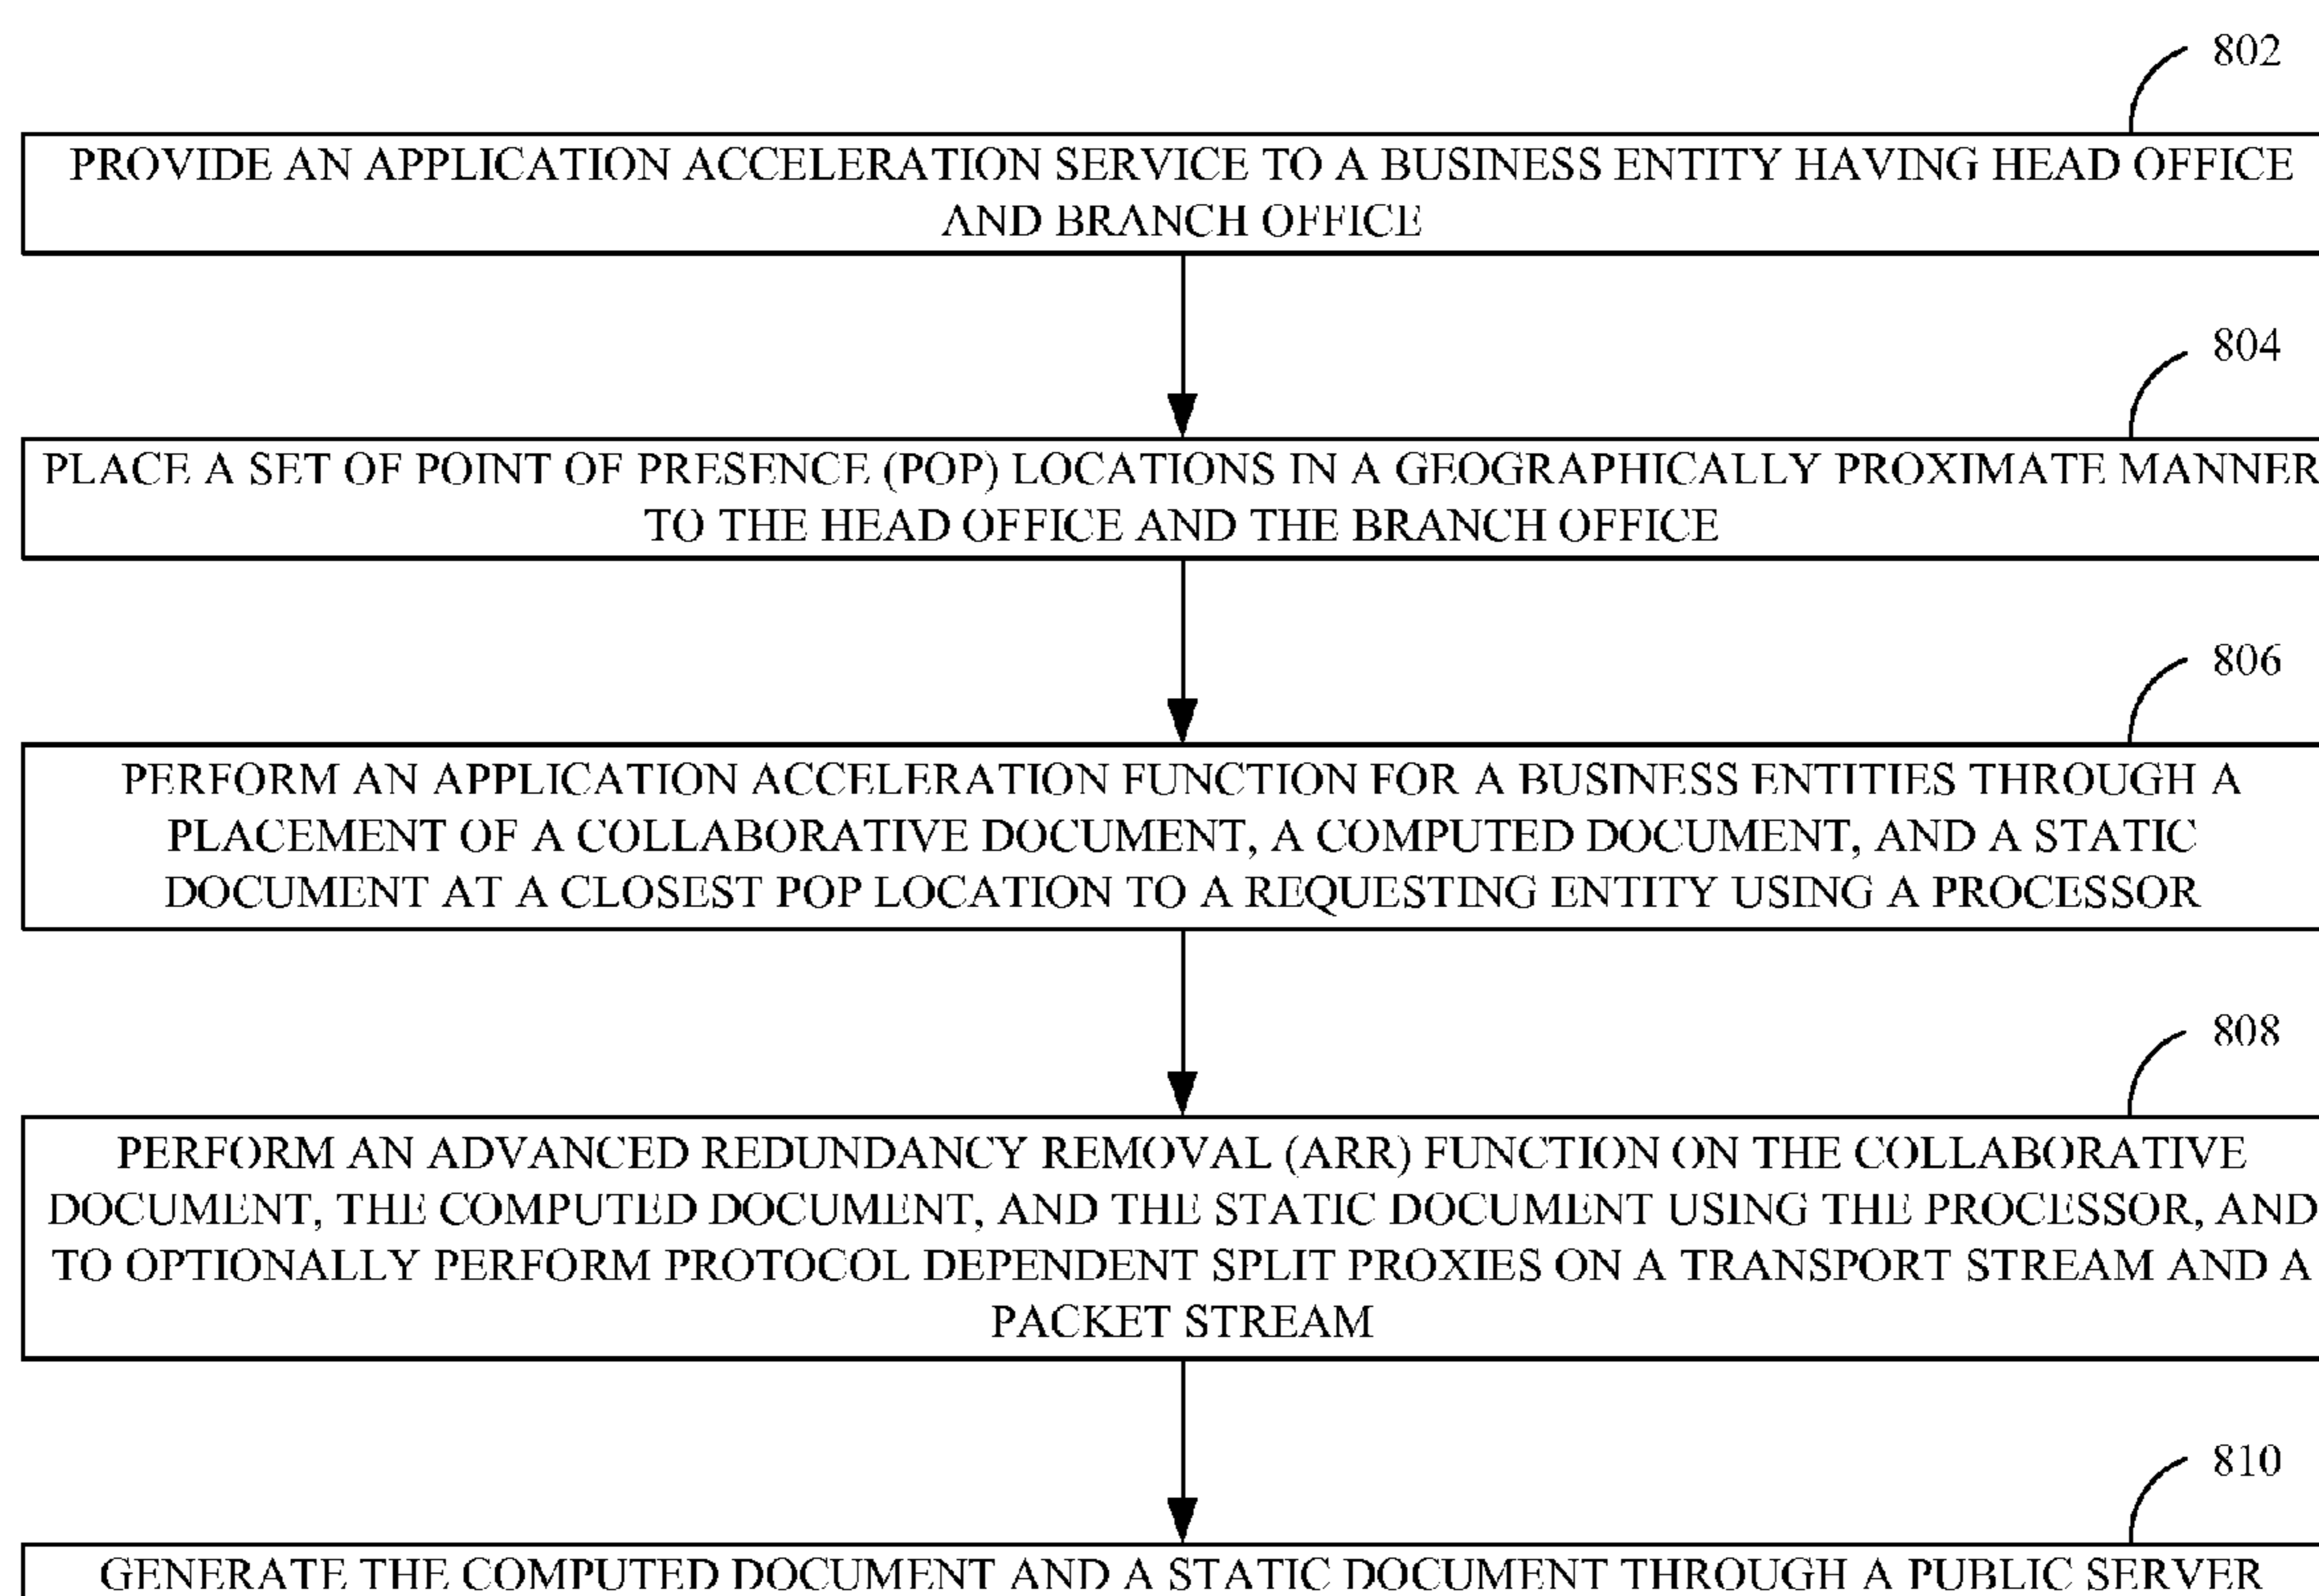 802
PROVIDE AN APPLICATION ACCELERATION SERVICE TO A BUSINESS ENTITY HAVING HEAD OFFICE
AND BRANCH OFFICE
804
PLACE A SET OF POINT OF PRESENCE (POP) LOCATIONS IN A GEOGRAPHICALLY PROXIMATE MANNER
TO THE HEAD OFFICE AND THE BRANCH OFFICE
806
PERFORM AN APPLICATION ACCELERATION FUNCTION FOR A BUSINESS ENTITIES THROUGH A
PLACEMENT OF A COLLABORATIVE DOCUMENT, A COMPUTED DOCUMENT, AND A STATIC
DOCUMENT AT A CLOSEST POP LOCATION TO A REQUESTING ENTITY USING A PROCESSOR
808
PERFORM AN ADVANCED REDUNDANCY REMOVAL (ARR) FUNCTION ON THE COLLABORATIVE
DOCUMENT, THE COMPUTED DOCUMENT, AND THE STATIC DOCUMENT USING THE PROCESSOR, AND
TO OPTIONALLY PERFORM PROTOCOL DEPENDENT SPLIT PROXIES ON A TRANSPORT STREAM AND A
PACKET STREAM
810
GENERATE THE COMPUTED DOCUMENT AND A STATIC DOCUMENT THROUGH A PUBLIC SERVER